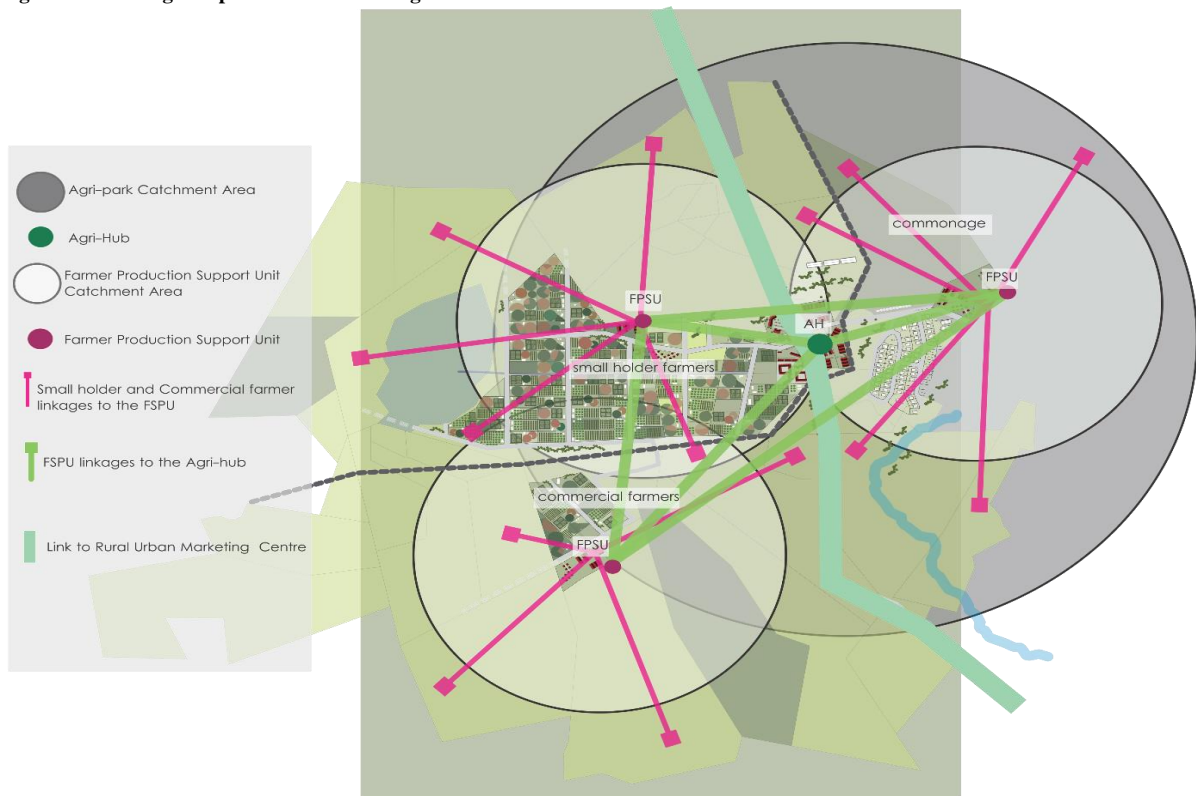 Agri-park Catchment Area
Agri-Hub
Farmer Production Support Unit
Catchment Area
Farmer Production Support Unit
Small holder and Commercial farmer
linkages to the FSPU
FSPU linkages to the Agri-hub
Link to Rural Urban Marketing Centre
commonage
FPSU
FPSU
AH
small holder farmers
commercial farmers
FPSU